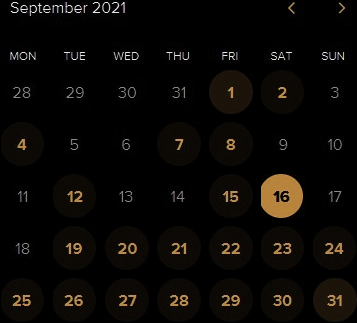 September 2021
MON TUE WED THU FRI SAT SUN
28 29 30 31 1 2 3
4 5 6 7 8 9 10
11 12 13 14 15 16 17
18 19 20 21 22 23 24
25 26 27 28 29 30 31